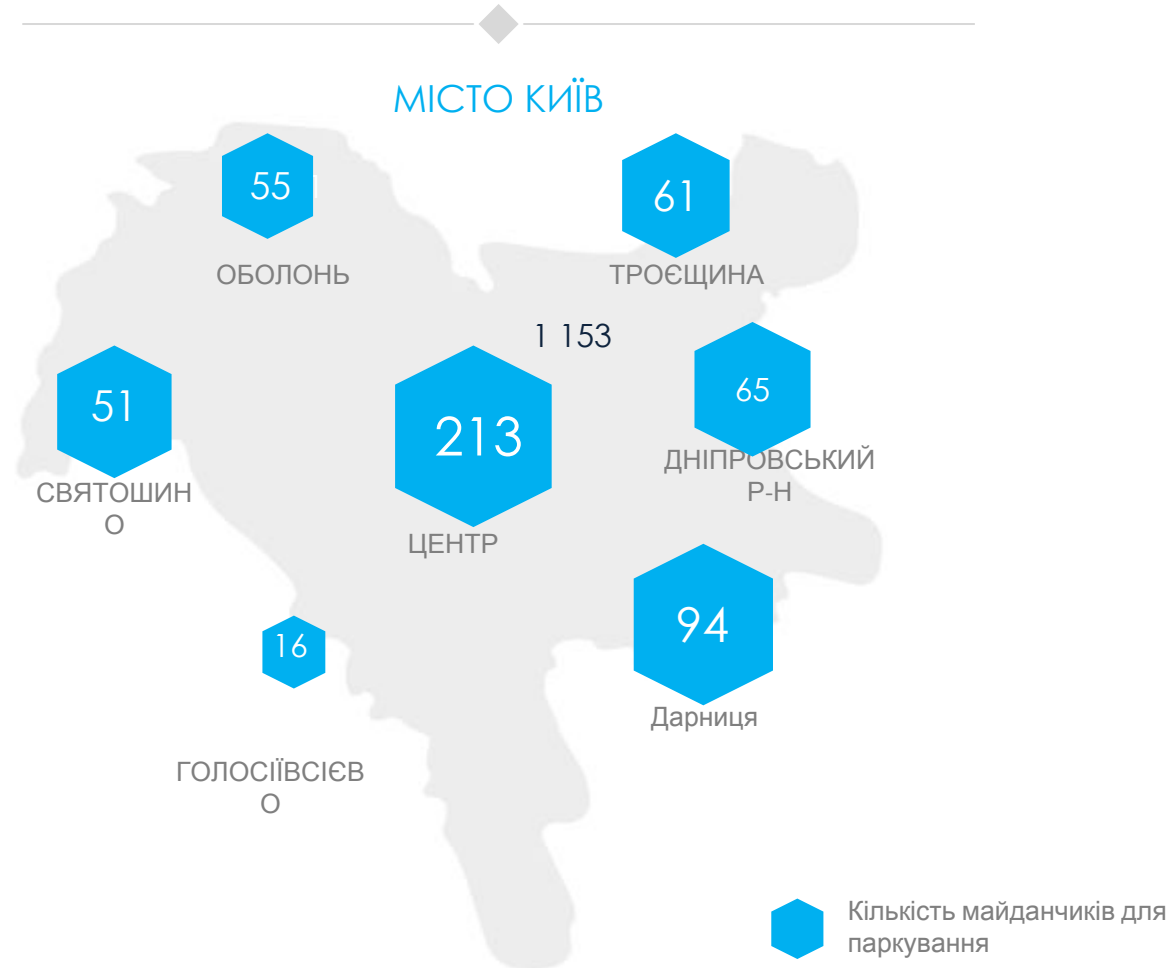 МІСТО КИЇВ
55
61
ОБОЛОНЬ
ТРОЄЩИНА
1 153
51
213
65
СВЯТОШИН
О
ДНІПРОВСЬКИЙ
Р-Н
ЦЕНТР
16
94
Дарниця
ГОЛОСІЇВСІЄВ
О
Кількість майданчиків для
паркування